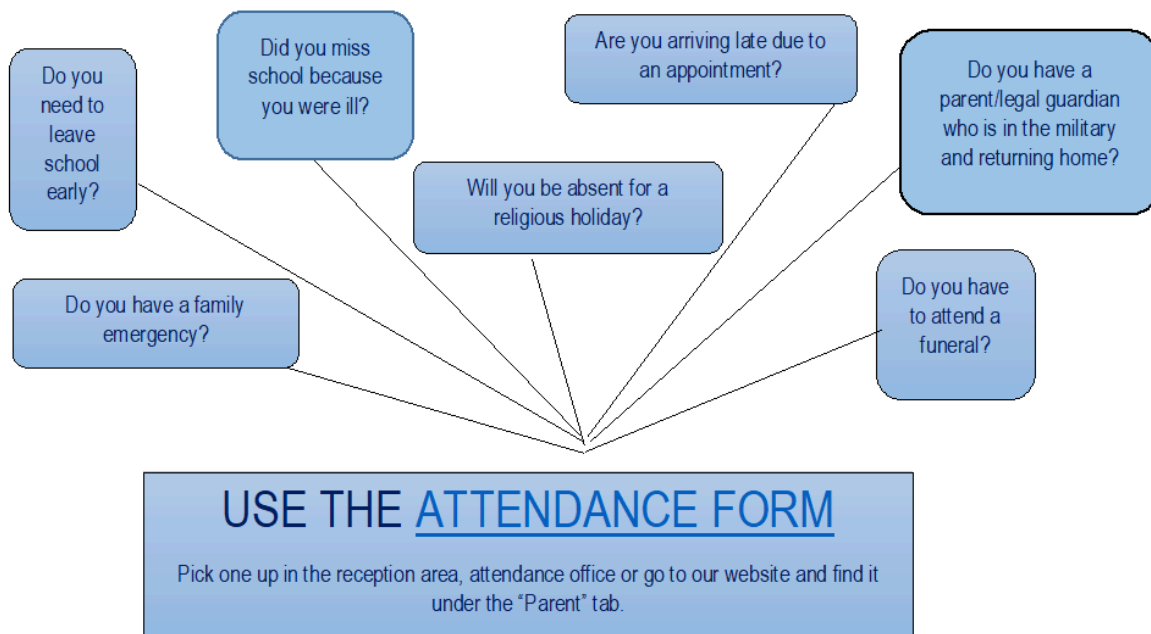 Do you
need to
leave
school
early?
Did you miss
school because
you were ill?
Are you arriving late due to
an appointment?
Do you have a
parent/legal guardian
who is in the military
and returning home?
Will you be absent for a
religious holiday?
Do you have a family
emergency?
Do you have
to attend a
funeral?
USE THE ATTENDANCE FORM
Pick one up in the reception area, attendance office or go to our website and find it
under the “Parent” tab.